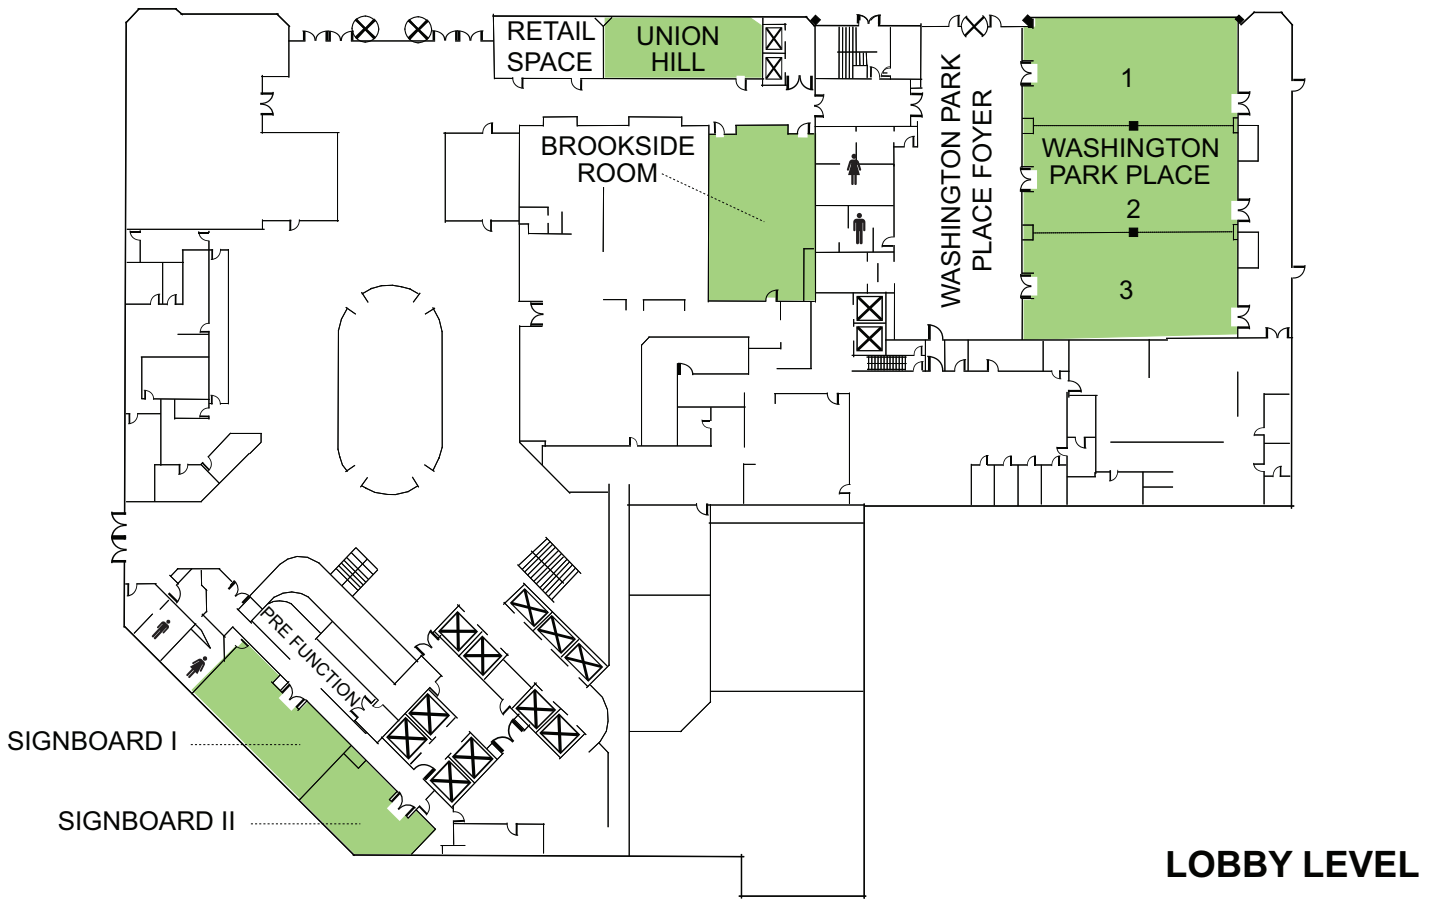 RETAIL
SPACE
UNION
HILL
BROOKSIDE
ROOM
WASHINGTON PARK
PLACE FOYER
1
WASHINGTON
PARK PLACE
2
3
PRE FUNCTION
SIGNBOARD I
SIGNBOARD II
LOBBY LEVEL